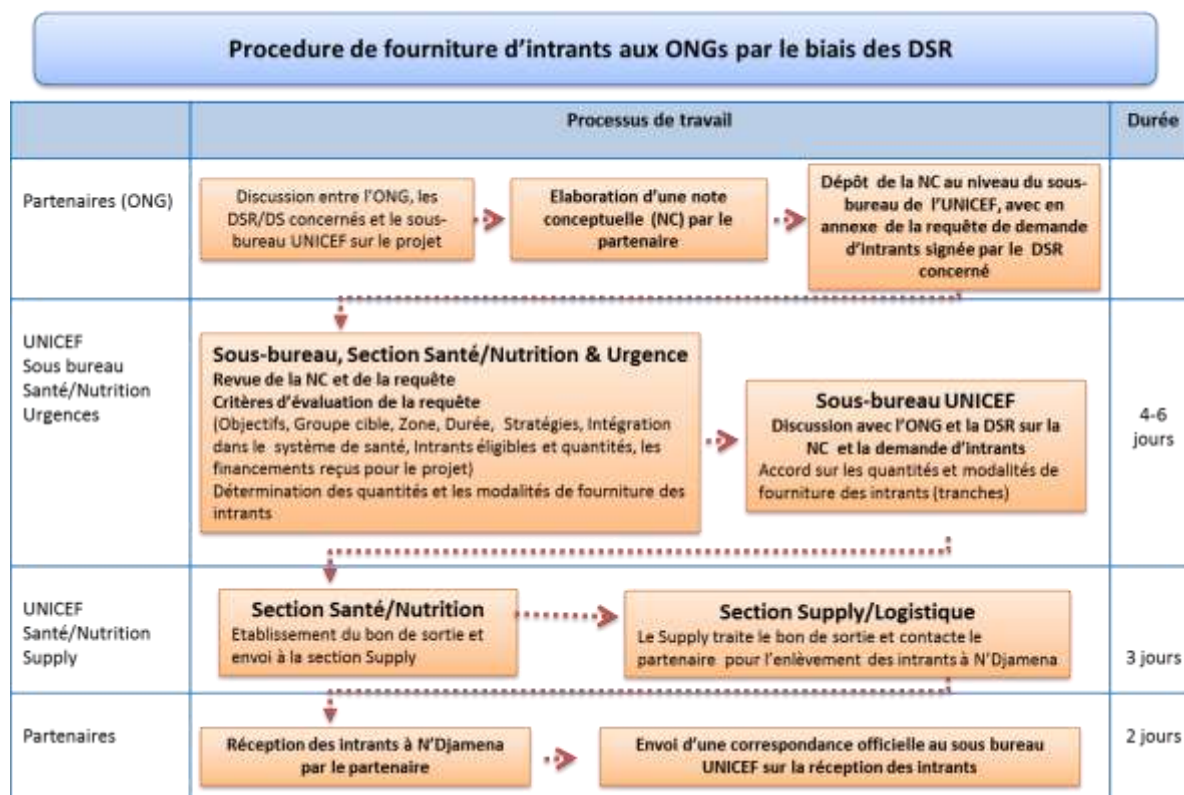 Procedure de fourniture d'intrants aux ONGs par le biais des DSR
Processus de travail
Durée
Partenaires (ONG)
Discussion entre l'ONG, les
DSR/DS concernés et le sous-
bureau UNICEF sur le projet
Elaboration d'une note
conceptuelle (NC) par le
partenaire
Dépôt de la NC au niveau du sous-
bureau de l'UNICEF, avec en
annexe de la requête de demande
d'intrants signée par le DSR
concerné
UNICEF
Sous bureau
Santé/Nutrition
Urgences
Sous-bureau, Section Santé/Nutrition & Urgence
Revue de la NC et de la requête
Critères d'évaluation de la requête
(Objectifs, Groupe cible, Zone, Durée, Stratégies, Intégration
dans le système de santé, Intrants éligibles et quantités, les
financements reçus pour le projet)
Détermination des quantités et les modalités de fourniture des
intrants
Sous-bureau UNICEF
Discussion avec l'ONG et la DSR sur la
NC et la demande d'intrants
Accord sur les quantités et modalités de
fourniture des intrants (tranches)
4-6
jours
UNICEF
Santé/Nutrition
Supply
Section Santé/Nutrition
Etablissement du bon de sortie et
envoi à la section Supply
Section Supply/Logistique
Le Supply traite le bon de sortie et contacte le
partenaire pour l'enlèvement des intrants à N'Djamena
3 jours
Partenaires
Réception des intrants à N'Djamena
par le partenaire
Envoi d'une correspondance officielle au sous bureau
UNICEF sur la réception des intrants
2 jours